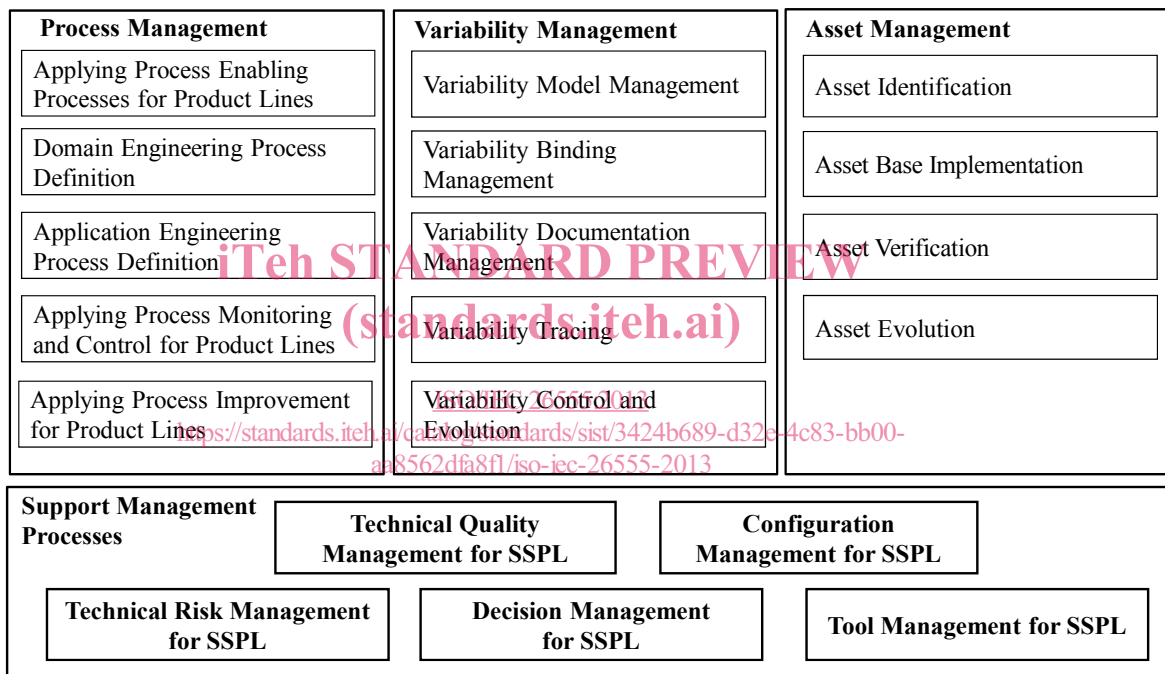 Process Management
Applying Process Enabling
Processes for Product Lines
Domain Engineering Process
Definition
Application Engineering
Process Definition
Applying Process Monitoring
and Control for Product Lines
Applying Process Improvement
for Product Lines
Variability Management
Variability Model Management
Variability Binding
Management
Variability Documentation
Management
Variability Tracing
Variability Control and
Evolution
Asset Management
Asset Identification
Asset Base Implementation
Asset Verification
Asset Evolution
iTeh STANDARD PREVIEW
(standards.iteh.ai)
ISO/IEC 26555:2013
https://standards.iteh.ai/catalog/standards/sist/3424b689-d32e-4c83-bb00-
aa8562dfa8f1/iso-iec-26555-2013
Support Management
Processes
Technical Quality
Management for SSPL
Configuration
Management for SSPL
Technical Risk Management
for SSPL
Decision Management
for SSPL
Tool Management for SSPL